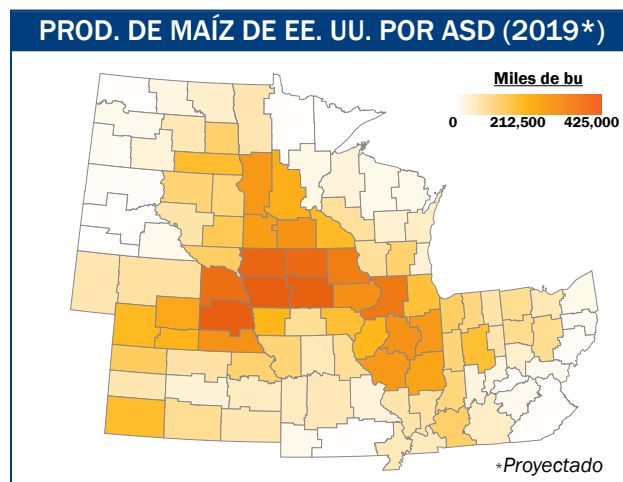 PROD. DE MAÍZ DE EE. UU. POR ASD (2019*)
Miles de bu
0 212,500 425,000
*Proyectado